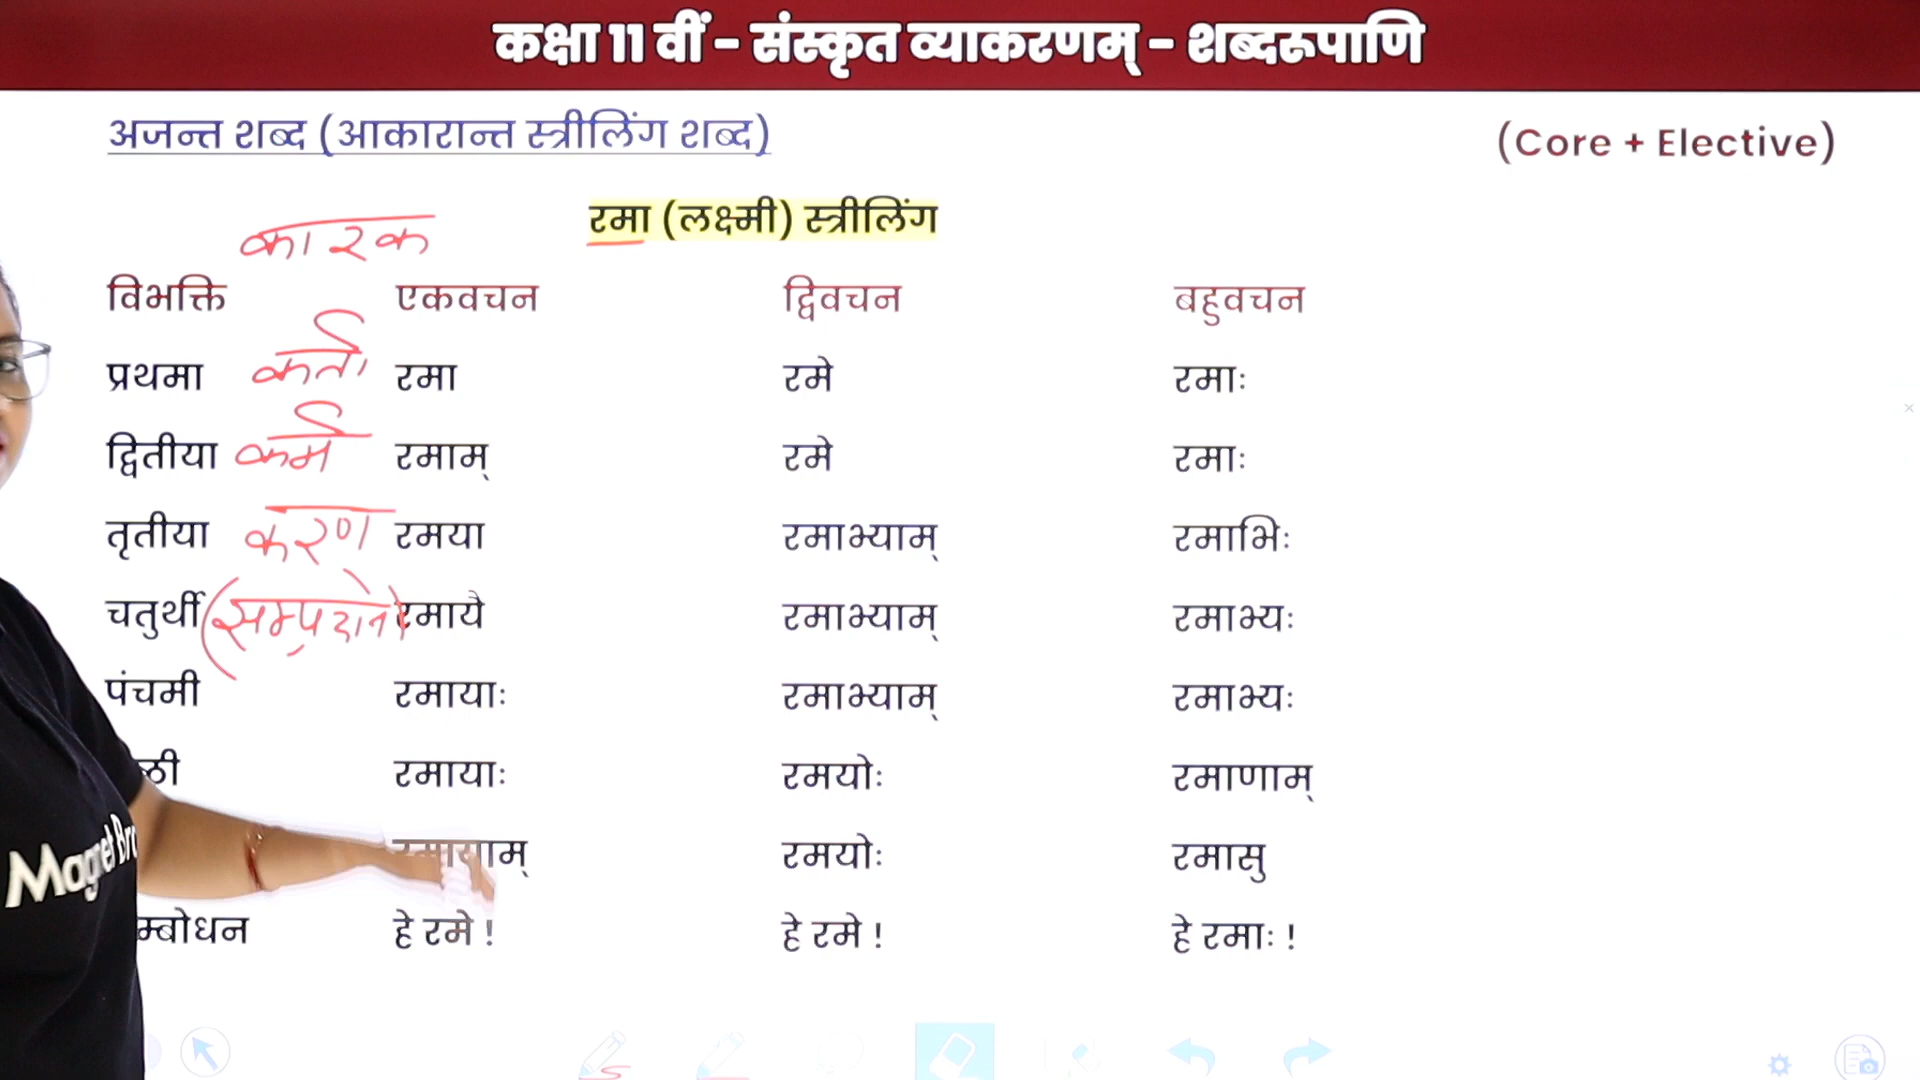 कक्षा 11 वीं - संस्कृत व्याकरणम् - शब्दरूपाणि
अजन्त शब्द (आकारान्त स्त्रीलिंग शब्द)
(Core + Elective)
रमा (लक्ष्मी) स्त्रीलिंग
कारक
विभक्ति एकवचन द्विवचन बहुवचन
प्रथमा कर्ता रमा रमे रमाः
द्वितीया कर्म रमाम् रमे रमाः
तृतीया करण रमया रमाभ्याम् रमाभिः
चतुर्थी (सम्प्रदान) रमायै रमाभ्याम् रमाभ्यः
पंचमी रमायाः रमाभ्याम् रमाभ्यः
रमायाः रमयोः रमाणाम्
रमयोः रमासु
म्बोधन हे रमे ! हे रमे ! हे रमाः !